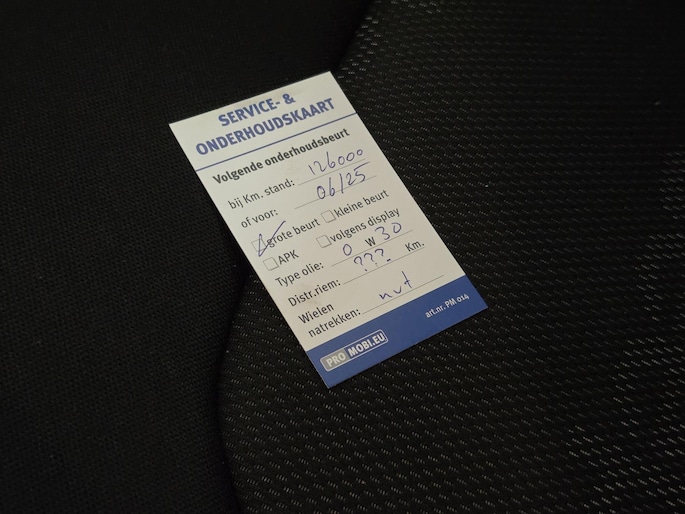 SERVICE- &
ONDERHOUDSKAART
Volgende onderhoudsbeurt
bij Km. stand: 126000
of voor: 06/25
grote beurt kleine beurt
APK volgens display
Type olie: 0 W 30
Distr.riem: ???. Km.
Wielen
natrekken: nvt
PRO MOBI.EU art.nr. PM 014